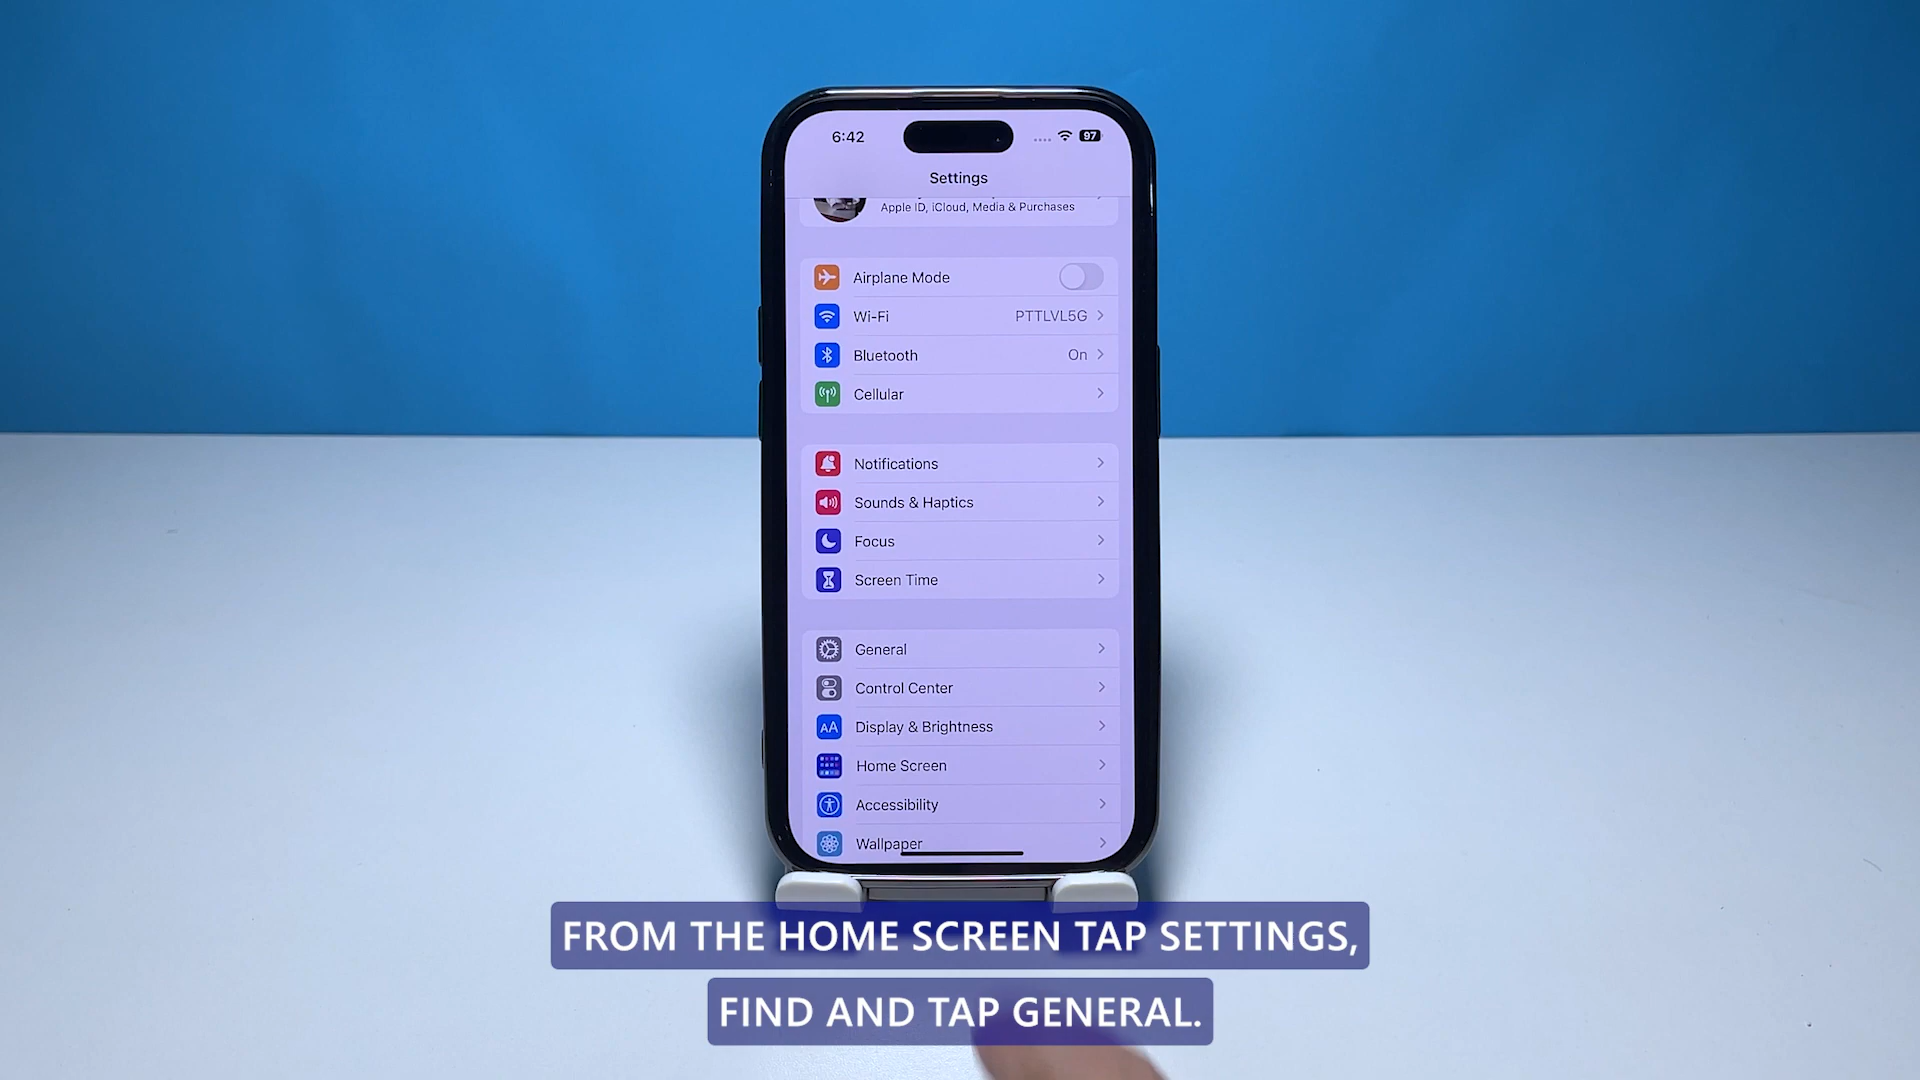 6:42
97
Settings
Apple ID, iCloud, Media & Purchases
Airplane Mode
Wi-Fi PTTLVL5G
Bluetooth On
Cellular
Notifications
Sounds & Haptics
Focus
Screen Time
General
Control Center
AA Display & Brightness
Home Screen
Accessibility
Wallpaper
FROM THE HOME SCREEN TAP SETTINGS,
FIND AND TAP GENERAL.